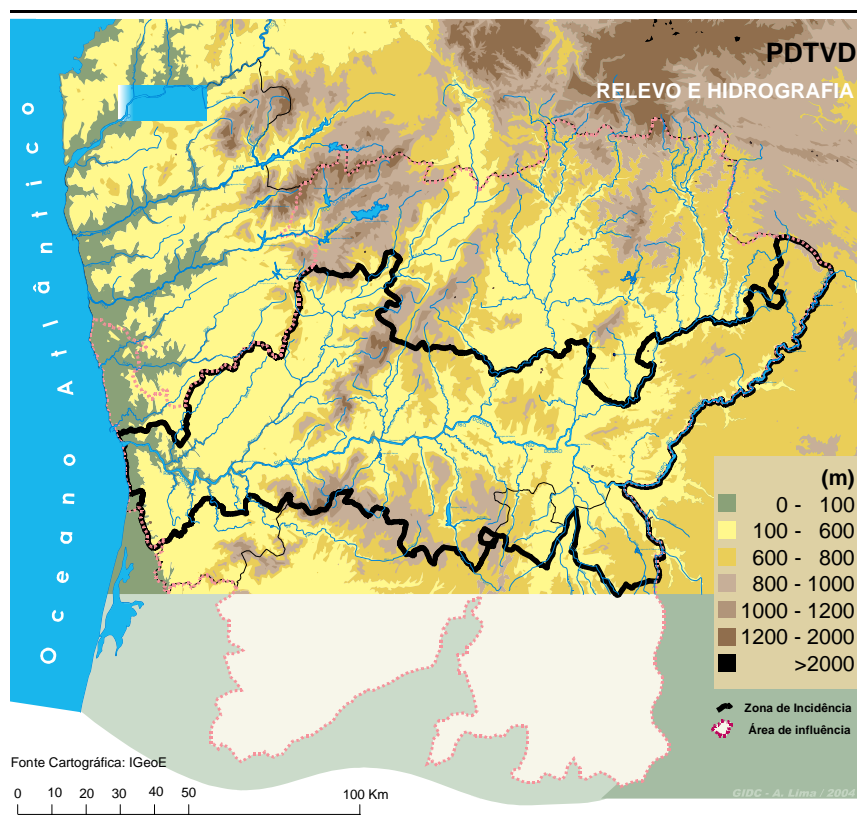 PDTVD
RELEVO E HIDROGRAFIA
Oceano Atlântico
(m)
0 - 100
100 - 600
600 - 800
800 - 1000
1000 - 1200
1200 - 2000
>2000
Zona de Incidência
Área de influência
Fonte Cartográfica: IGeoE
0 10 20 30 40 50 100 Km
GIDC - A. Lima / 2004